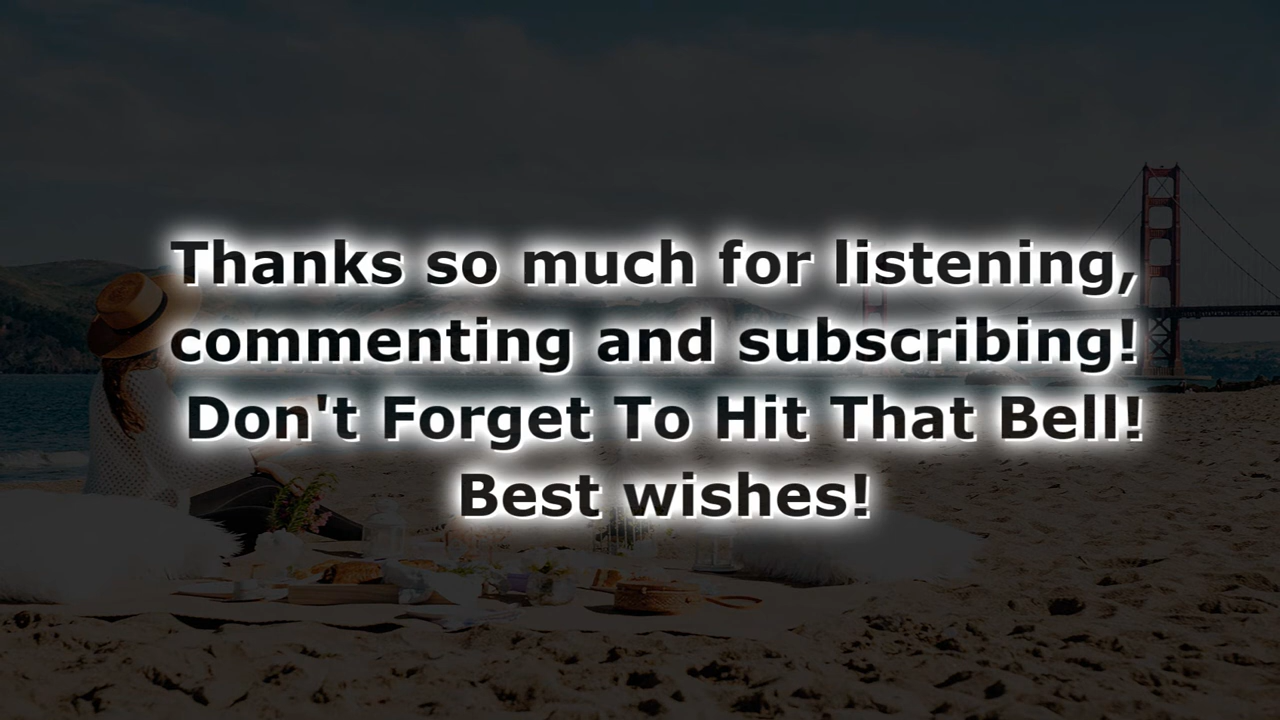 Thanks so much for listening,
commenting and subscribing!
Don't Forget To Hit That Bell!
Best wishes!